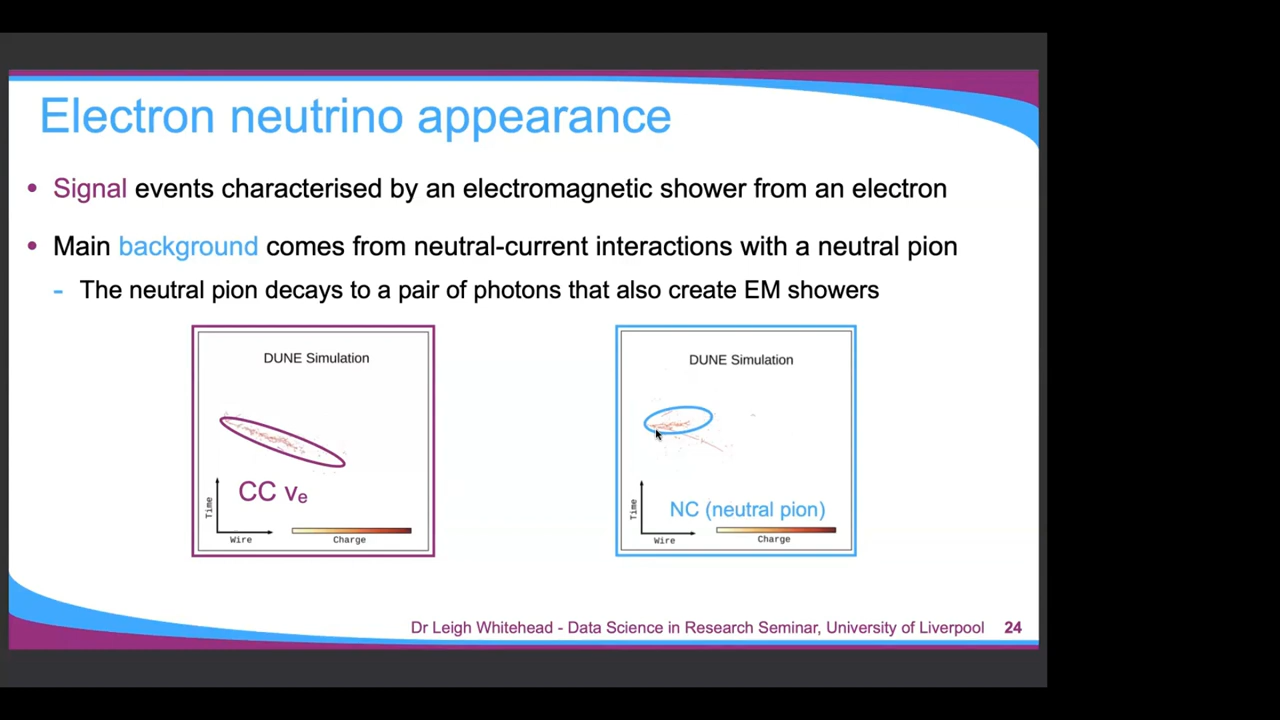 Electron neutrino appearance
• Signal events characterised by an electromagnetic shower from an electron
• Main background comes from neutral-current interactions with a neutral pion
- The neutral pion decays to a pair of photons that also create EM showers
DUNE Simulation
CC νe
Time
Wire
Charge
DUNE Simulation
NC (neutral pion)
Time
Wire
Charge
Dr Leigh Whitehead - Data Science in Research Seminar, University of Liverpool 24